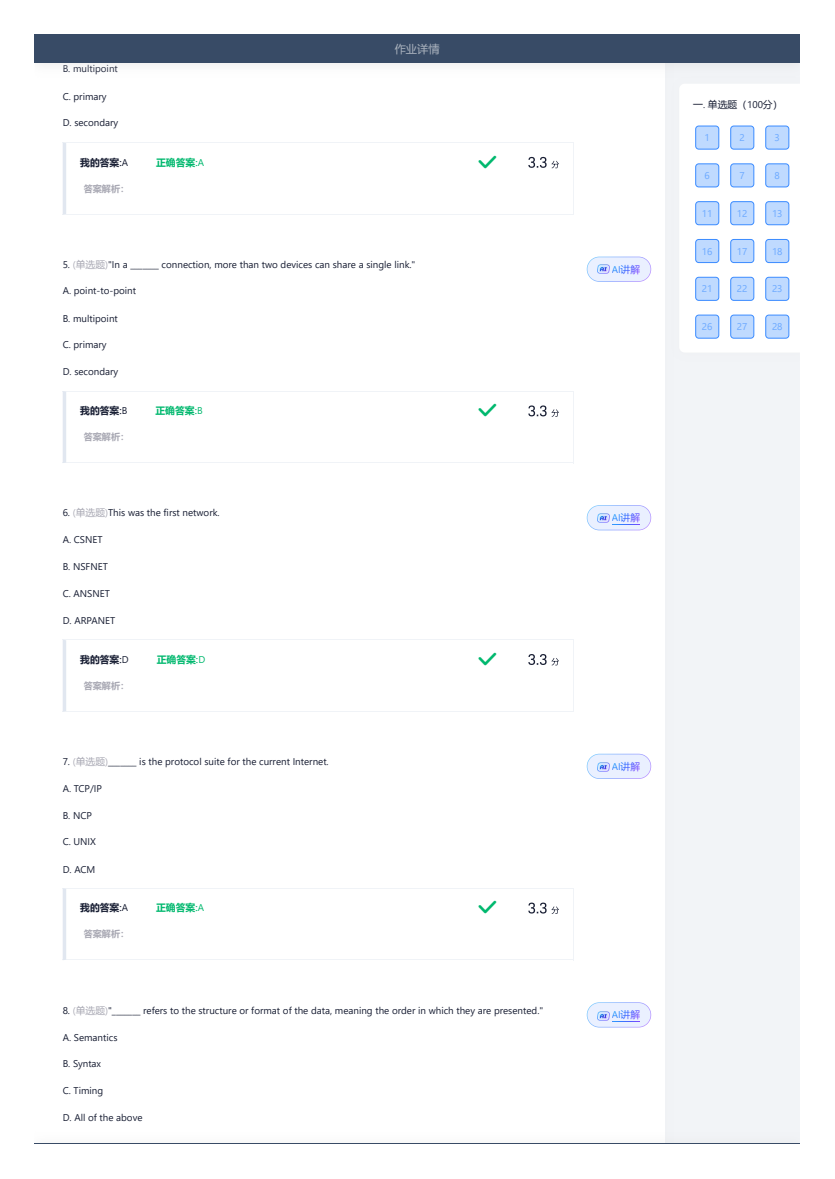 作业详情
B. multipoint
C. primary
D. secondary
我的答案:A 正确答案:A 3.3 分
答案解析:
一. 单选题（100分）
1 2 3
6 7 8
11 12 13
16 17 18
21 22 23
26 27 28
5. (单选题)"In a ______ connection, more than two devices can share a single link."
AI AI讲解
A. point-to-point
B. multipoint
C. primary
D. secondary
我的答案:B 正确答案:B 3.3 分
答案解析:
6. (单选题)This was the first network.
AI AI讲解
A. CSNET
B. NSFNET
C. ANSNET
D. ARPANET
我的答案:D 正确答案:D 3.3 分
答案解析:
7. (单选题)______ is the protocol suite for the current Internet.
AI AI讲解
A. TCP/IP
B. NCP
C. UNIX
D. ACM
我的答案:A 正确答案:A 3.3 分
答案解析:
8. (单选题)"______ refers to the structure or format of the data, meaning the order in which they are presented."
AI AI讲解
A. Semantics
B. Syntax
C. Timing
D. All of the above